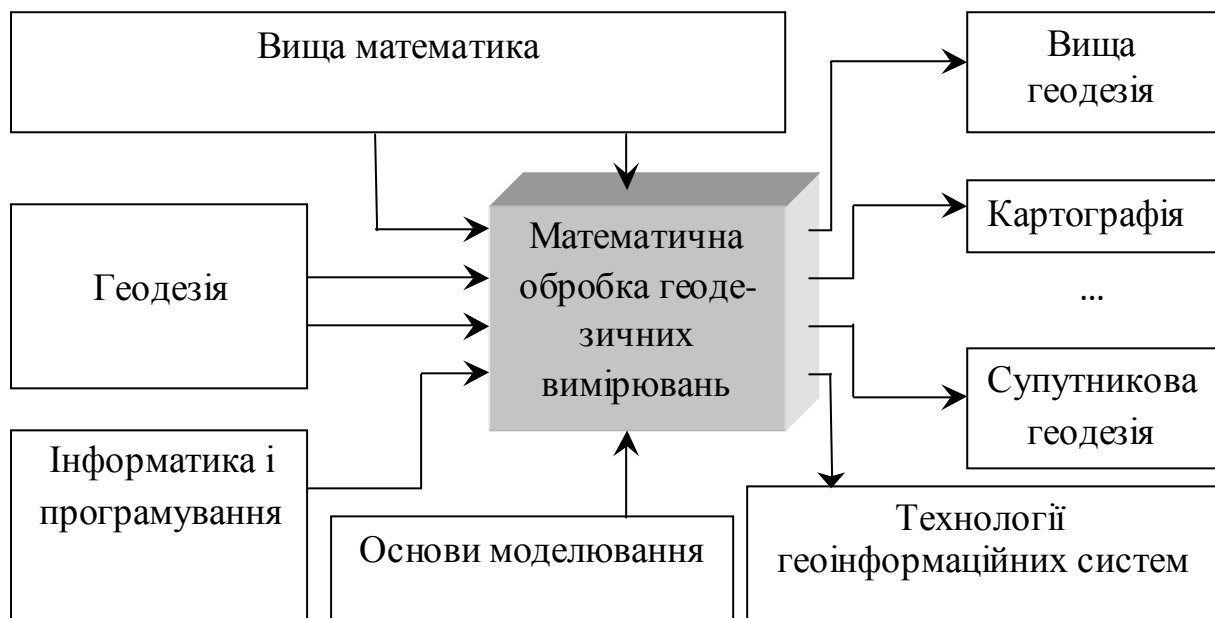 Вища математика
Вища
геодезія
Геодезія
Математична
обробка геоде-
зичних
вимірювань
Картографія
...
Супутникова
геодезія
Інформатика і
програмування
Основи моделювання
Технології
геоінформаційних систем